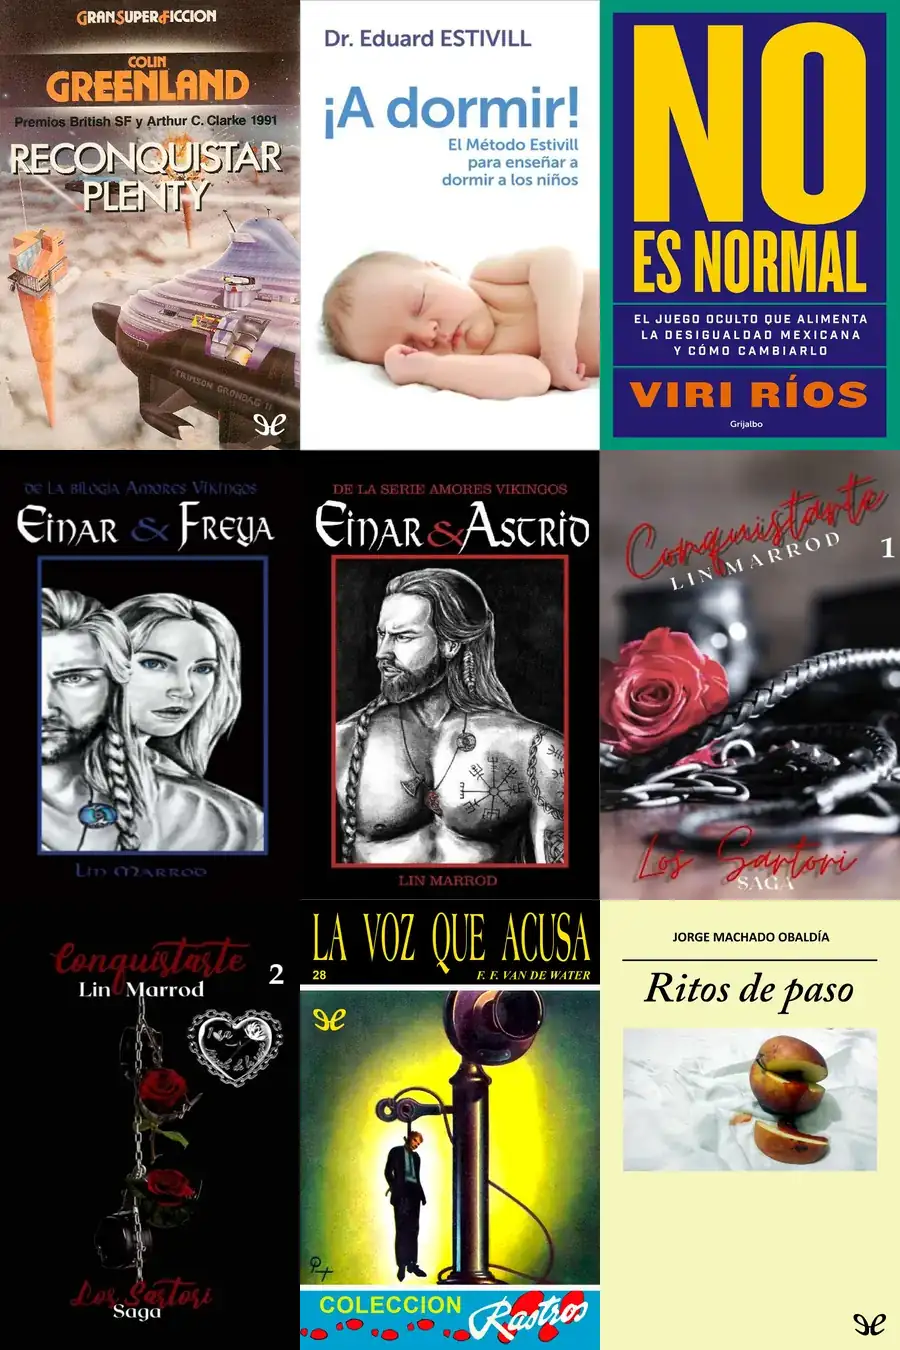 GRANSUPERFICCION
COLIN
GREENLAND
Premios British SF y Arthur C. Clarke 1991
RECONQUISTAR
PLENTY
CRIMSON GRONDAG II
Dr. Eduard ESTIVILL
¡A dormir!
El Método Estivill
para enseñar a
dormir a los niños
NO
ES NORMAL
EL JUEGO OCULTO QUE ALIMENTA
LA DESIGUALDAD MEXICANA
Y CÓMO CAMBIARLO
VIRI RÍOS
Grijalbo
DE LA BILOGÍA AMORES VIKINGOS
EINAR & FREYA
LIN MARROD
DE LA SERIE AMORES VIKINGOS
EINAR & ASTRID
LIN MARROD
Conquistarte
LIN MARROD
1
Los Sartori
SAGA
Conquistarte
2
Lin Marrod
Los Sartori
Saga
LA VOZ QUE ACUSA
28
F. F. VAN DE WATER
COLECCION
Rastros
JORGE MACHADO OBALDÍA
Ritos de paso